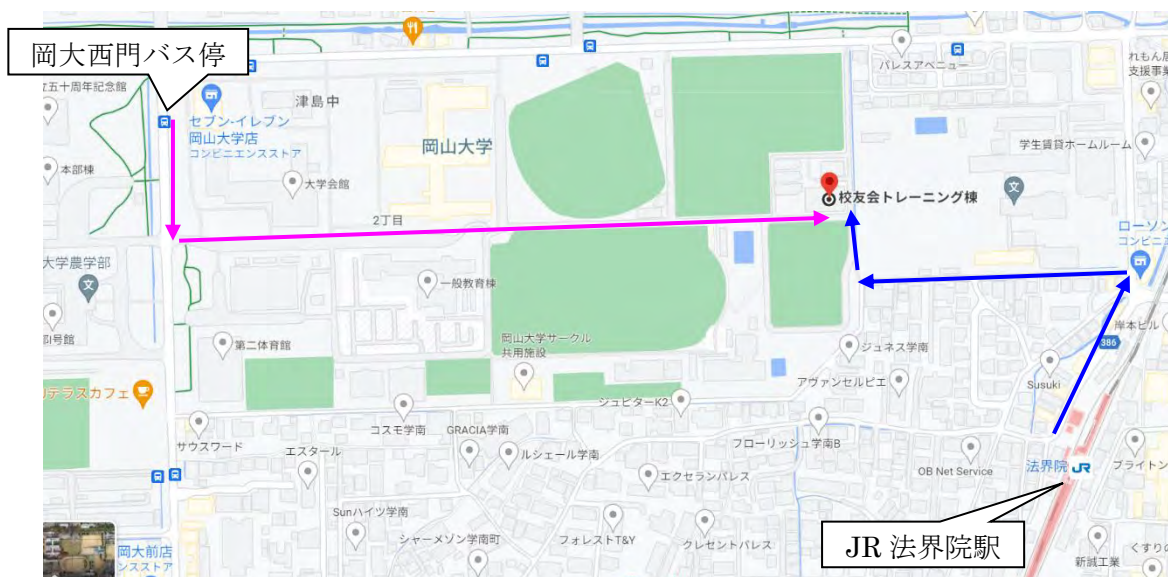 岡大西門バス停
五十周年記念館
セブン-イレブン
岡山大学店
コンビニエンスストア
津島中
岡山大学
パレスアベニュー
れもん
支援事業
本部棟
大学会館
学生賃貸ホームルーム
校友会トレーニング棟
2丁目
ローソン
コンビニ
大学農学部
一般教育棟
号館
第二体育館
岡山大学サークル
共用施設
ジュネス学南
岸本ビル
386
テラスカフェ
アヴァンセルビエ
Susuki
シュピターK2
コスモ学南
サウスワード
エスタール
GRACIA学南
ルシェール学南
フローリッシュ学南B
エクセランパレス
OB Net Service
法界院
JR
ブライトン
Sunハイツ学南
シャーメゾン学南町
フォレストT&Y
クレセントパレス
JR 法界院駅
岡大前店
ンスストア
新誠工業
くすりの